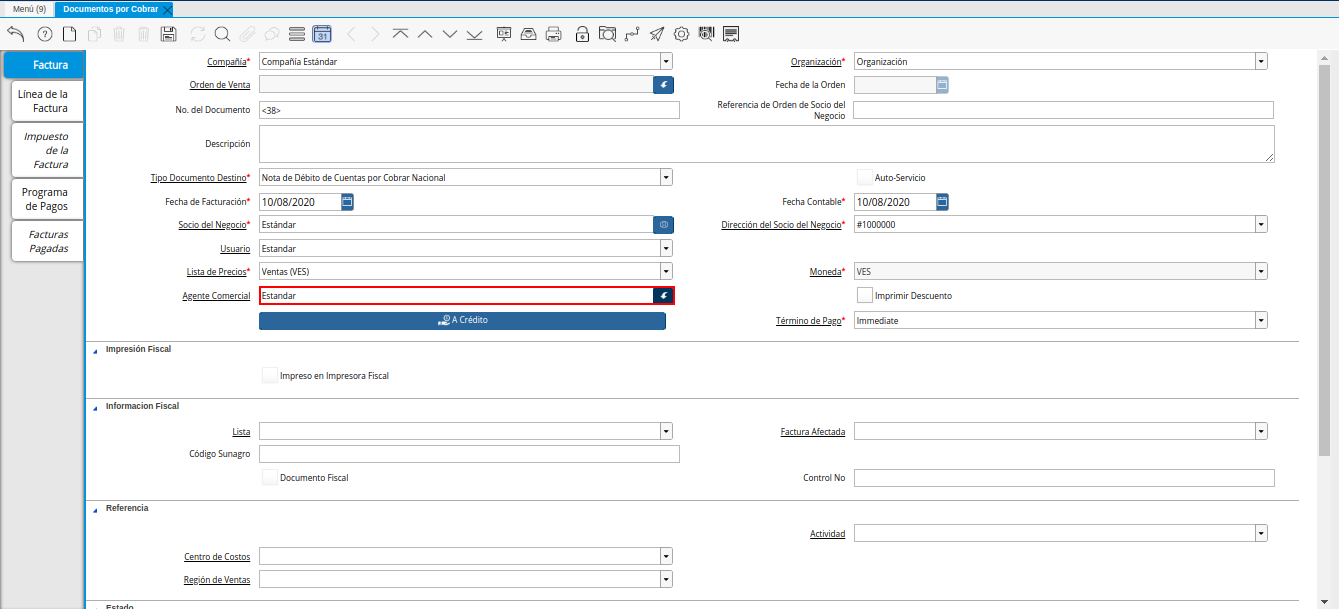 Menú (9) Documentos por Cobrar
31
Factura
Línea de la
Factura
Impuesto
de la
Factura
Programa
de Pagos
Facturas
Pagadas
Compañía* Compañía Estándar Organización* Organización
Orden de Venta Fecha de la Orden
No. del Documento <38> Referencia de Orden de Socio del
Negocio
Descripción
Tipo Documento Destino* Nota de Débito de Cuentas por Cobrar Nacional Auto-Servicio
Fecha de Facturación* 10/08/2020 Fecha Contable* 10/08/2020
Socio del Negocio* Estándar Dirección del Socio del Negocio* #1000000
Usuario Estandar
Lista de Precios* Ventas (VES) Moneda* VES
Agente Comercial Estandar Imprimir Descuento
A Crédito Término de Pago* Immediate
Impresión Fiscal
Impreso en Impresora Fiscal
Informacion Fiscal
Lista Factura Afectada
Código Sunagro
Documento Fiscal Control No
Referencia
Actividad
Centro de Costos
Región de Ventas
Estado